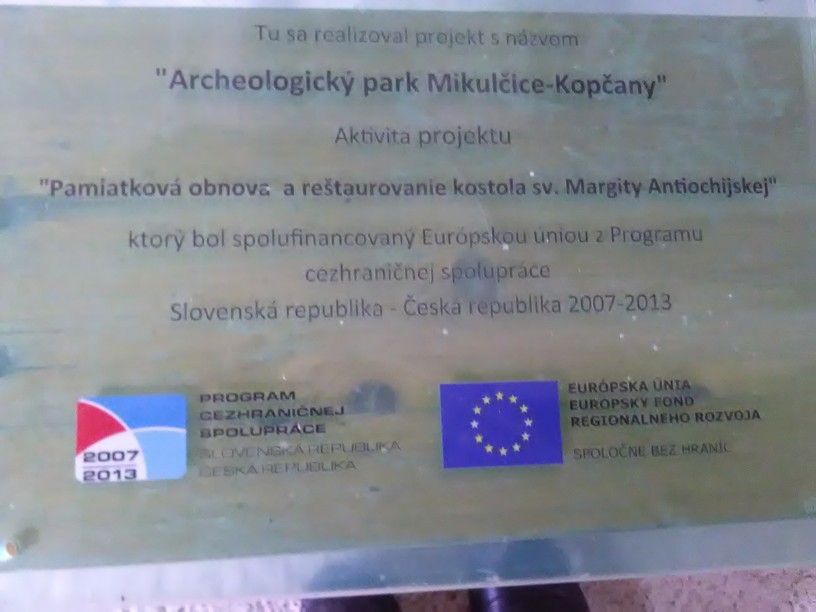 Tu sa realizoval projekt s názvom
"Archeologický park Mikulčice-Kopčany"
Aktivita projektu
"Pamiatková obnova a reštaurovanie kostola sv. Margity Antiochijskej"
ktorý bol spolufinancovaný Európskou úniou z Programu
cezhraničnej spolupráce
Slovenská republika - Česká republika 2007-2013
2007
2013
PROGRAM
CEZHRANIČNEJ
SPOLUPRÁCE
SLOVENSKÁ REPUBLIKA
ČESKÁ REPUBLIKA
EURÓPSKA ÚNIA
EURÓPSKY FOND
REGIONÁLNEHO ROZVOJA
SPOLOČNE BEZ HRANÍC